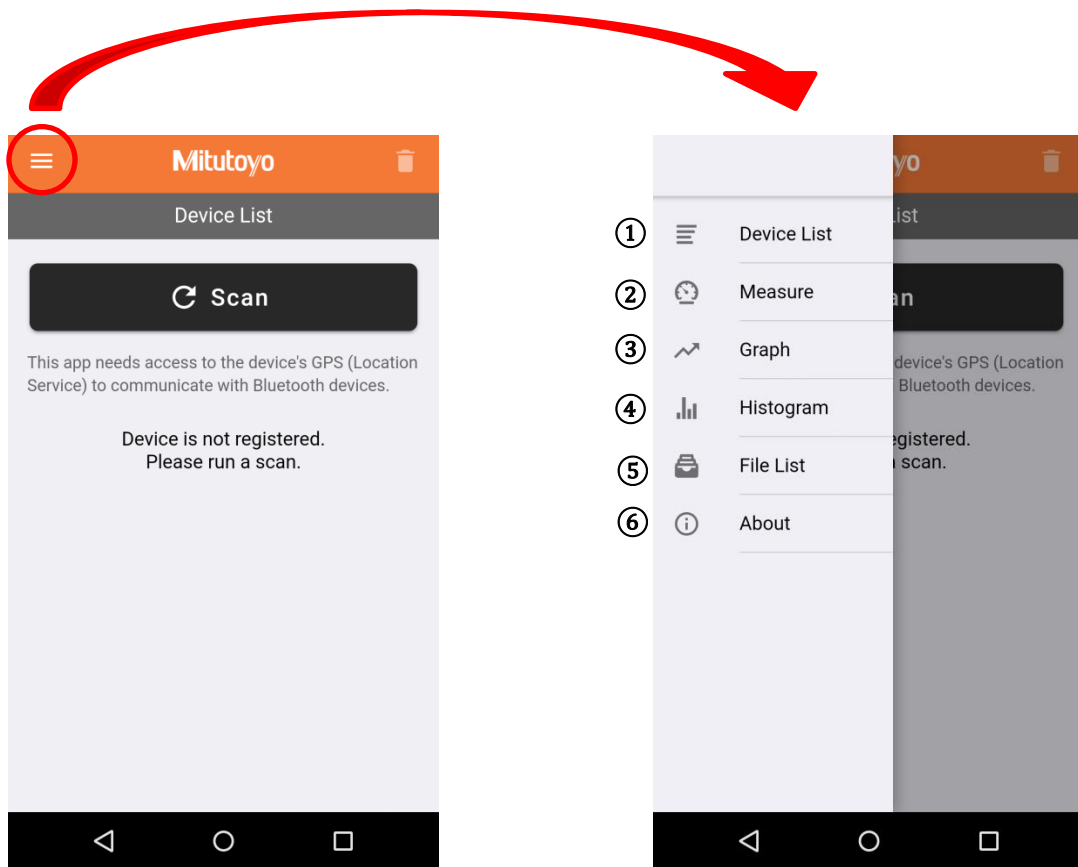 Mitutoyo
Device List
Scan
This app needs access to the device's GPS (Location
Service) to communicate with Bluetooth devices.
Device is not registered.
Please run a scan.
yo
List
① Device List
an
② Measure
③ Graph
device's GPS (Location
Bluetooth devices.
④ Histogram
egistered.
scan.
⑤ File List
⑥ About